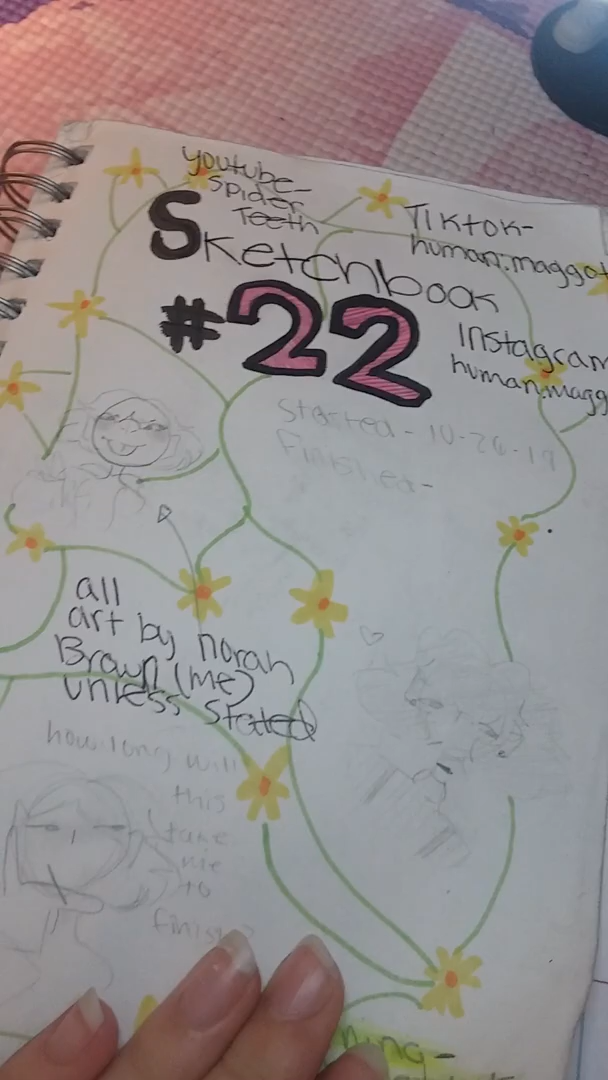 youtube-
spider
Teeth
TikTok-
human.maggot
Sketchbook
#22
Instagram
human.magg
Started - 10-26-19
Finished-
all
art by norah
Brown (me)
unless stated
how long will
this
take
me
to
finish?